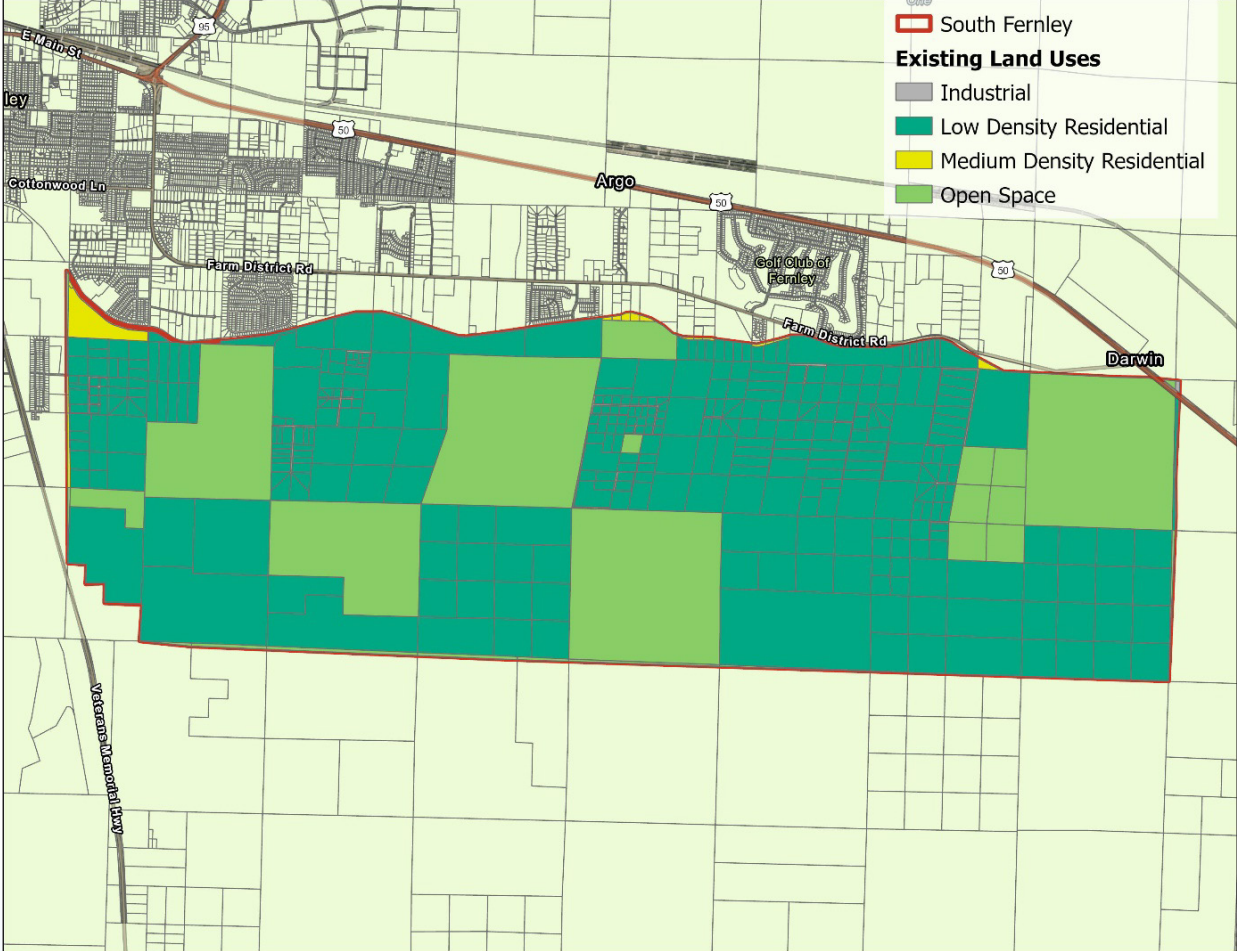 South Fernley
Existing Land Uses
Industrial
Low Density Residential
Medium Density Residential
Open Space
95
E Main St
ley
50
Cottonwood Ln
Argo
50
Farm District Rd
Golf Club of
Fernley
50
Farm District Rd
Darwin
Veterans Memorial Hwy